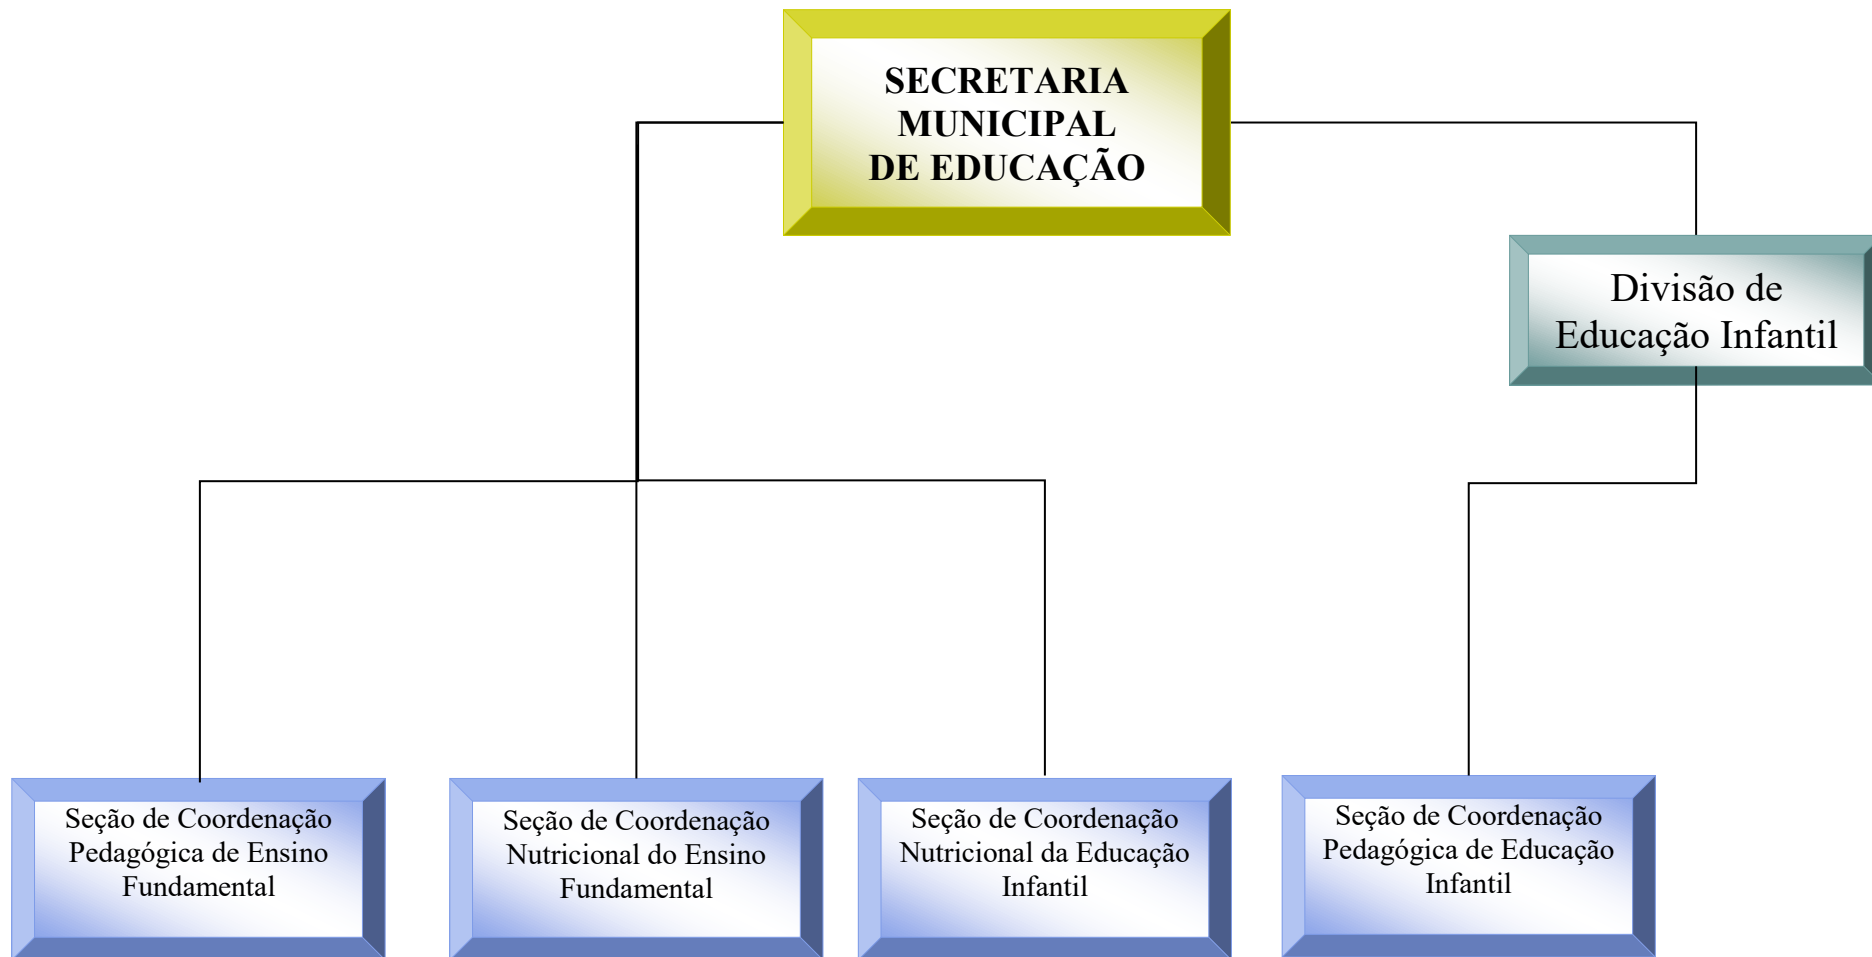 SECRETARIA
MUNICIPAL
DE EDUCAÇÃO
Divisão de
Educação Infantil
Seção de Coordenação
Pedagógica de Ensino
Fundamental
Seção de Coordenação
Nutricional do Ensino
Fundamental
Seção de Coordenação
Nutricional da Educação
Infantil
Seção de Coordenação
Pedagógica de Educação
Infantil